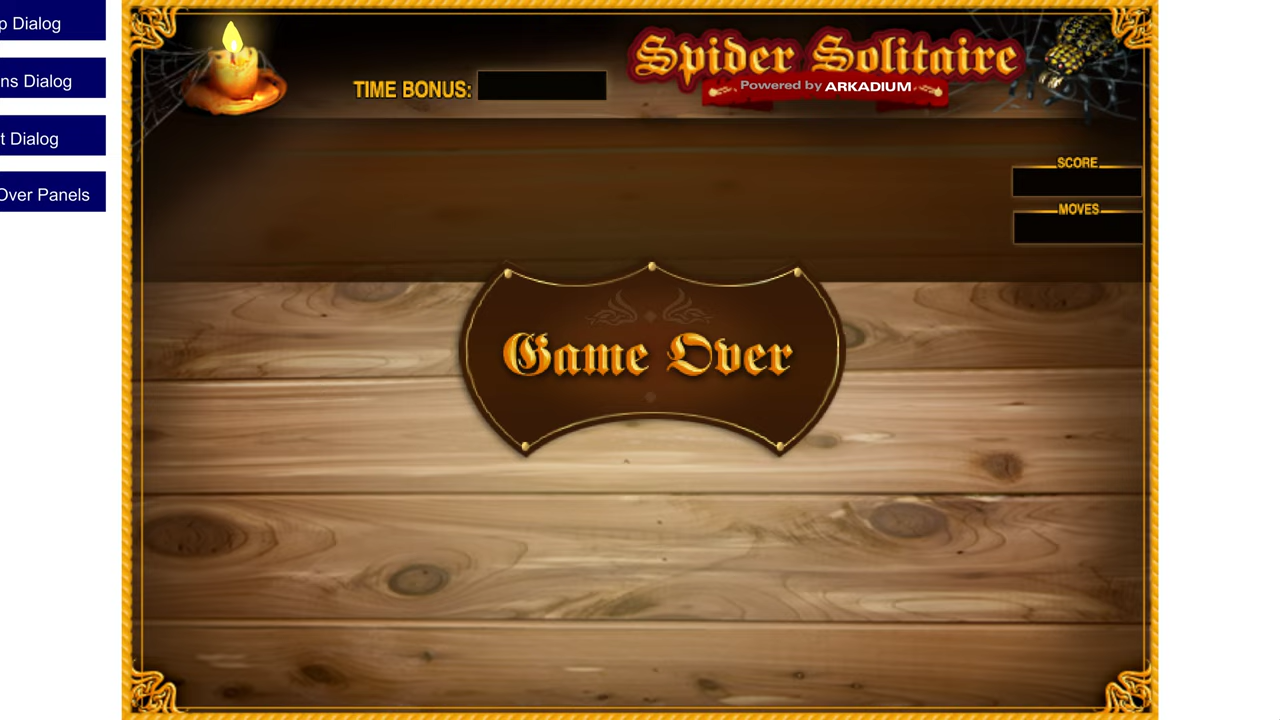 p Dialog
ns Dialog
t Dialog
Over Panels
TIME BONUS:
Spider Solitaire
Powered by ARKADIUM
SCORE
MOVES
Game Over